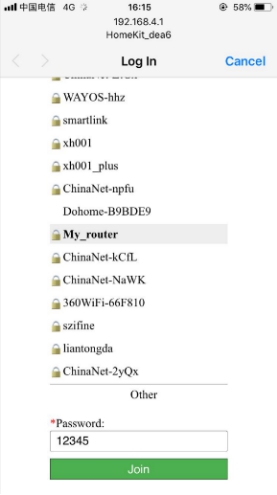 中国电信 4G 16:15 58%
192.168.4.1
HomeKit_dea6
Log In Cancel
WAYOS-hhz
smartlink
xh001
xh001_plus
ChinaNet-npfu
Dohome-B9BDE9
My_router
ChinaNet-kCfL
ChinaNet-NaWK
360WiFi-66F810
szifine
liantongda
ChinaNet-2yQx
Other
*Password:
12345
Join